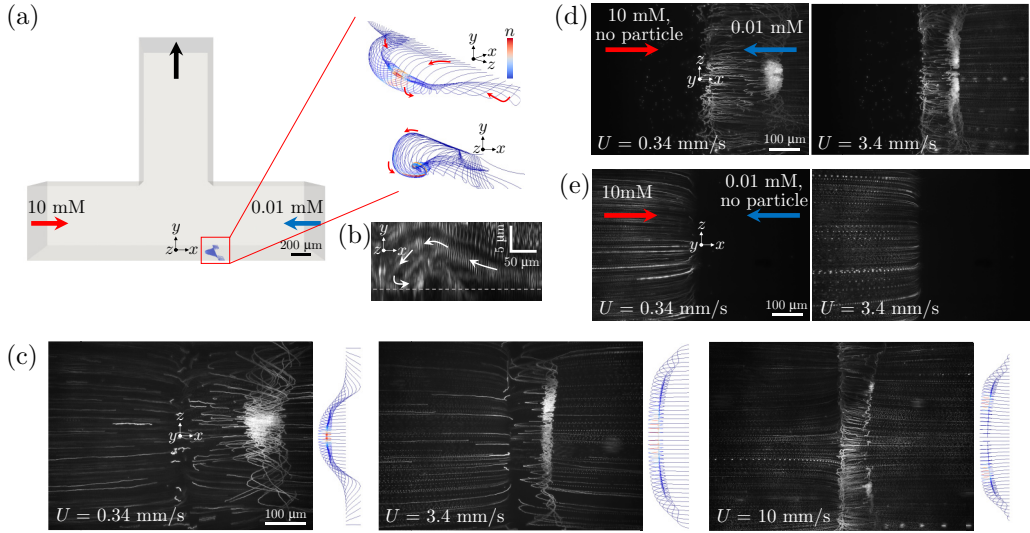 (a)
10 mM
0.01 mM
y
z
x
200 µm
n
y
x
z
y
z
x
(b)
y
z
x
5 µm
50 µm
(c)
z
y
x
U = 0.34 mm/s
100 µm
U = 3.4 mm/s
U = 10 mm/s
(d)
10 mM,
no particle
0.01 mM
z
y
x
U = 0.34 mm/s
100 µm
U = 3.4 mm/s
(e)
10mM
0.01 mM,
no particle
z
y
x
U = 0.34 mm/s
100 µm
U = 3.4 mm/s